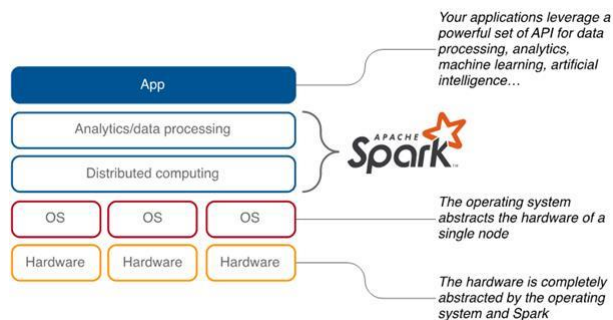 Your applications leverage a
powerful set of API for data
processing, analytics,
machine learning, artificial
intelligence…
App
Analytics/data processing
APACHE
Spark™
Distributed computing
OS OS OS
The operating system
abstracts the hardware of a
single node
Hardware Hardware Hardware
The hardware is completely
abstracted by the operating
system and Spark